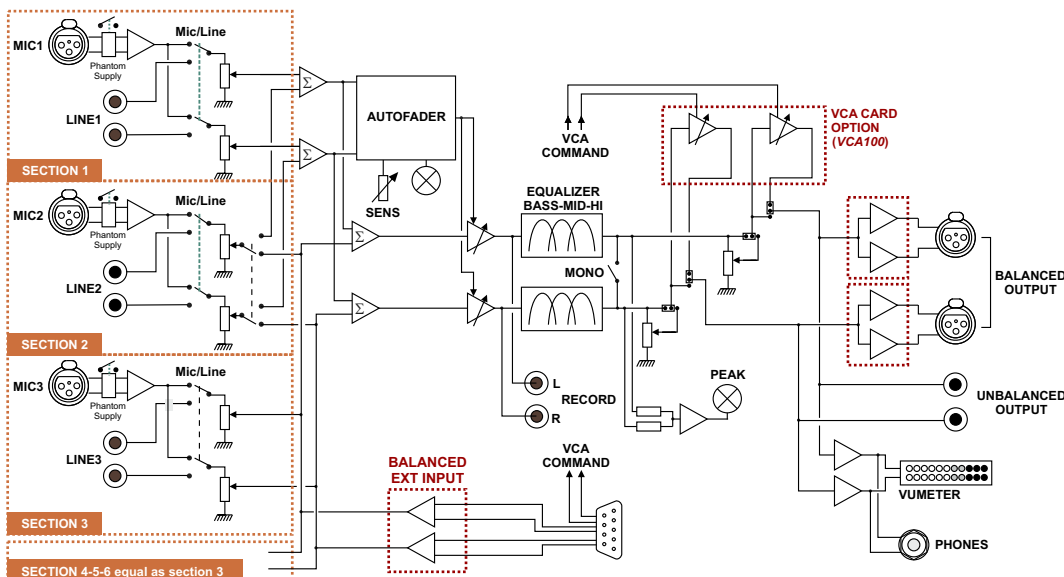 MIC1
Phantom
Supply
Mic/Line
LINE1
SECTION 1
MIC2
Phantom
Supply
Mic/Line
LINE2
SECTION 2
MIC3
Phantom
Supply
Mic/Line
LINE3
SECTION 3
SECTION 4-5-6 equal as section 3
Σ
Σ
Σ
Σ
AUTOFADER
SENS
EQUALIZER
BASS-MID-HI
MONO
L
RECORD
R
PEAK
VCA
COMMAND
VCA CARD
OPTION
(VCA100)
BALANCED
EXT INPUT
VCA
COMMAND
BALANCED
OUTPUT
UNBALANCED
OUTPUT
VUMETER
PHONES